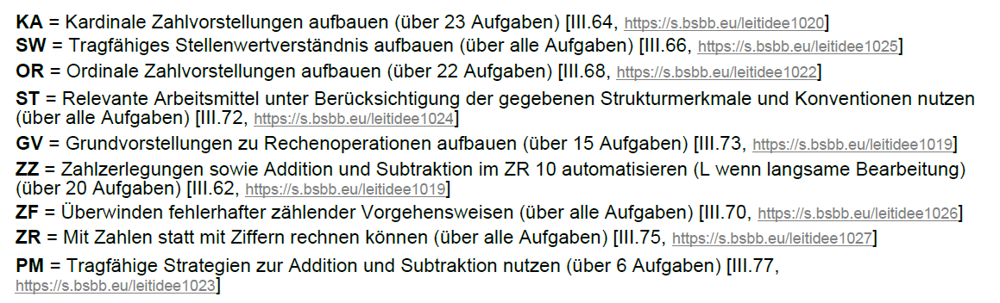 KA = Kardinale Zahlvorstellungen aufbauen (über 23 Aufgaben) [III.64, https://s.bsbb.eu/leitidee1020]
SW = Tragfähiges Stellenwertverständnis aufbauen (über alle Aufgaben) [III.66, https://s.bsbb.eu/leitidee1025]
OR = Ordinale Zahlvorstellungen aufbauen (über 22 Aufgaben) [III.68, https://s.bsbb.eu/leitidee1022]
ST = Relevante Arbeitsmittel unter Berücksichtigung der gegebenen Strukturmerkmale und Konventionen nutzen
(über alle Aufgaben) [III.72, https://s.bsbb.eu/leitidee1024]
GV = Grundvorstellungen zu Rechenoperationen aufbauen (über 15 Aufgaben) [III.73, https://s.bsbb.eu/leitidee1019]
ZZ = Zahlzerlegungen sowie Addition und Subtraktion im ZR 10 automatisieren (L wenn langsame Bearbeitung)
(über 20 Aufgaben) [III.62, https://s.bsbb.eu/leitidee1019]
ZF = Überwinden fehlerhafter zählender Vorgehensweisen (über alle Aufgaben) [III.70, https://s.bsbb.eu/leitidee1026]
ZR = Mit Zahlen statt mit Ziffern rechnen können (über alle Aufgaben) [III.75, https://s.bsbb.eu/leitidee1027]
PM = Tragfähige Strategien zur Addition und Subtraktion nutzen (über 6 Aufgaben) [III.77,
https://s.bsbb.eu/leitidee1023]